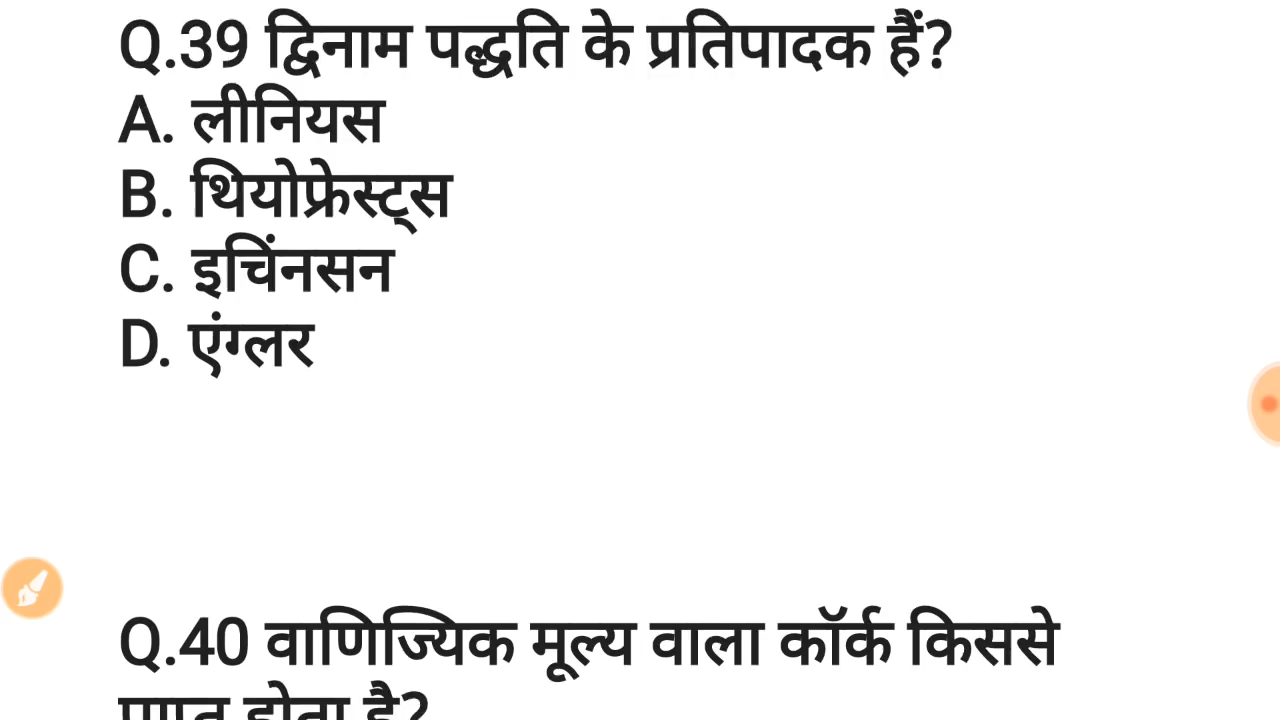 Q.39 द्विनाम पद्धति के प्रतिपादक हैं?
A. लीनियस
B. थियोफ्रेस्ट्स
C. इचिंनसन
D. एंग्लर
Q.40 वाणिज्यिक मूल्य वाला कॉर्क किससे
होता है?